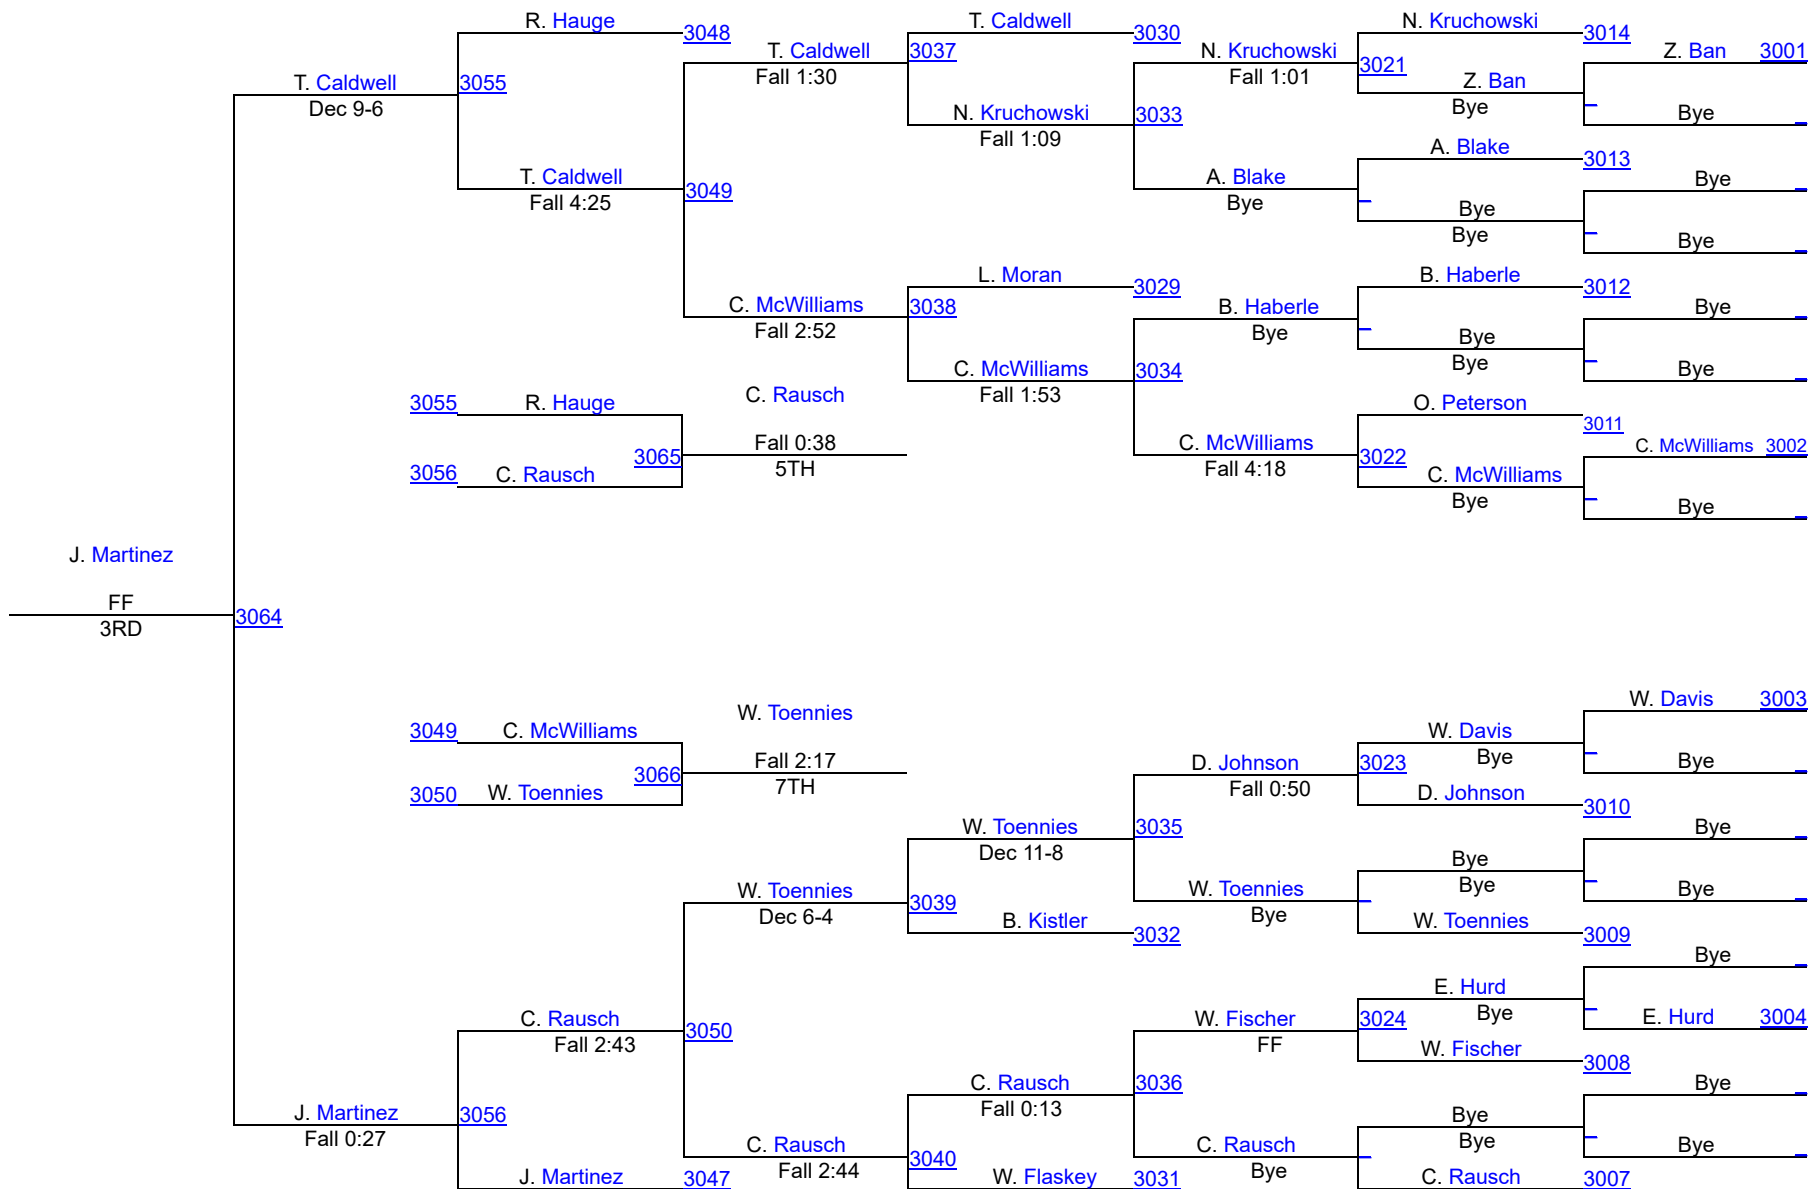 R. Hauge
3048
T. Caldwell
Dec 9-6
3055
T. Caldwell
Fall 4:25
3049
T. Caldwell
Fall 1:30
3037
T. Caldwell
3030
N. Kruchowski
Fall 1:09
3033
N. Kruchowski
Fall 1:01
3021
N. Kruchowski
3014
Z. Ban
Bye
Z. Ban 3001
Bye
A. Blake
Bye
A. Blake
3013
Bye
Bye
Bye
Bye
C. McWilliams
Fall 2:52
3038
L. Moran
3029
C. McWilliams
Fall 1:53
3034
B. Haberle
Bye
B. Haberle
3012
Bye
Bye
Bye
Bye
C. McWilliams
Fall 4:18
3022
O. Peterson
3011
C. McWilliams
Bye
C. McWilliams 3002
Bye
3055 R. Hauge
3056 C. Rausch
3065
C. Rausch
Fall 0:38
5TH
J. Martinez
FF
3RD
3064
3049 C. McWilliams
3050 W. Toennies
3066
W. Toennies
Fall 2:17
7TH
W. Davis 3003
Bye
W. Davis
Bye
D. Johnson
Fall 0:50
3023
D. Johnson
3010
W. Toennies
Dec 11-8
3035
Bye
Bye
Bye
Bye
W. Toennies
Bye
W. Toennies
3009
W. Toennies
Dec 6-4
3039
B. Kistler
3032
Bye
E. Hurd 3004
E. Hurd
Bye
W. Fischer
FF
3024
W. Fischer
3008
C. Rausch
Fall 2:43
3050
C. Rausch
Fall 0:13
3036
Bye
Bye
Bye
Bye
C. Rausch
Bye
C. Rausch
3007
C. Rausch
Fall 2:44
3040
W. Flaskey
3031
J. Martinez
Fall 0:27
3056
J. Martinez
3047